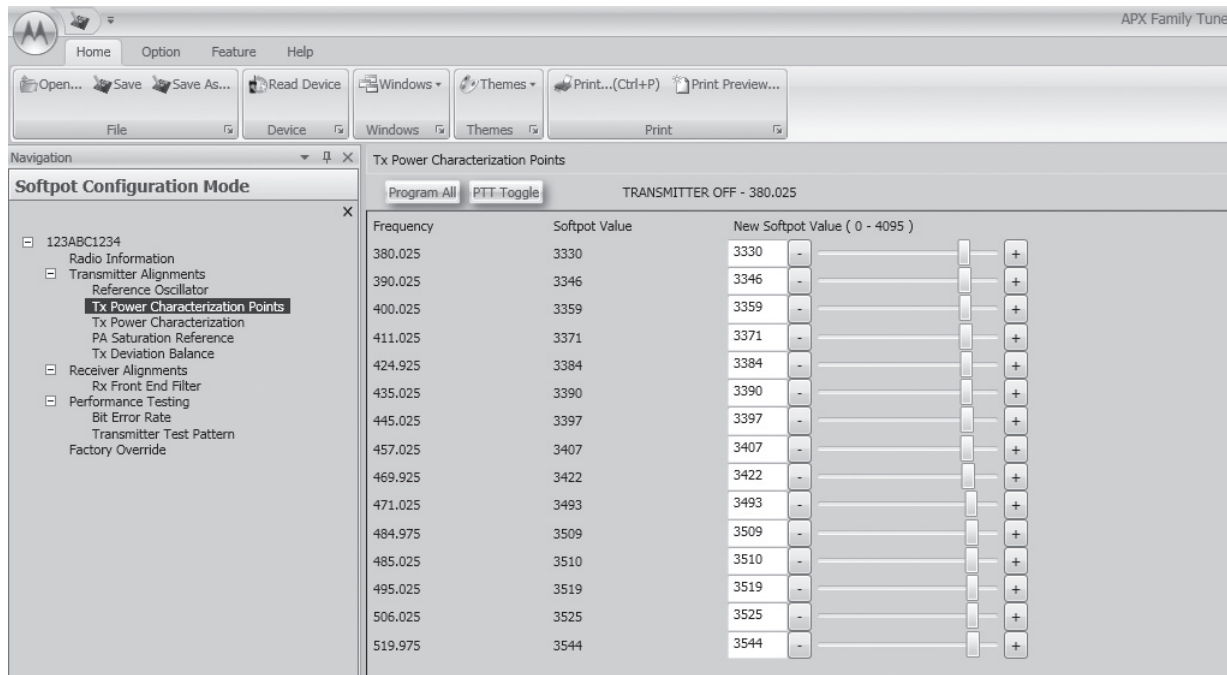 APX Family Tune
Home Option Feature Help
Open... Save Save As... Read Device Windows Themes Print...(Ctrl+P) Print Preview...
File Device Windows Themes Print
Navigation
Softpot Configuration Mode
123ABC1234
Radio Information
Transmitter Alignments
Reference Oscillator
Tx Power Characterization Points
Tx Power Characterization
PA Saturation Reference
Tx Deviation Balance
Receiver Alignments
Rx Front End Filter
Performance Testing
Bit Error Rate
Transmitter Test Pattern
Factory Override
Tx Power Characterization Points
Program All PTT Toggle TRANSMITTER OFF - 380.025
Frequency Softpot Value New Softpot Value ( 0 - 4095 )
380.025 3330 3330 - +
390.025 3346 3346 - +
400.025 3359 3359 - +
411.025 3371 3371 - +
424.925 3384 3384 - +
435.025 3390 3390 - +
445.025 3397 3397 - +
457.025 3407 3407 - +
469.925 3422 3422 - +
471.025 3493 3493 - +
484.975 3509 3509 - +
485.025 3510 3510 - +
495.025 3519 3519 - +
506.025 3525 3525 - +
519.975 3544 3544 - +